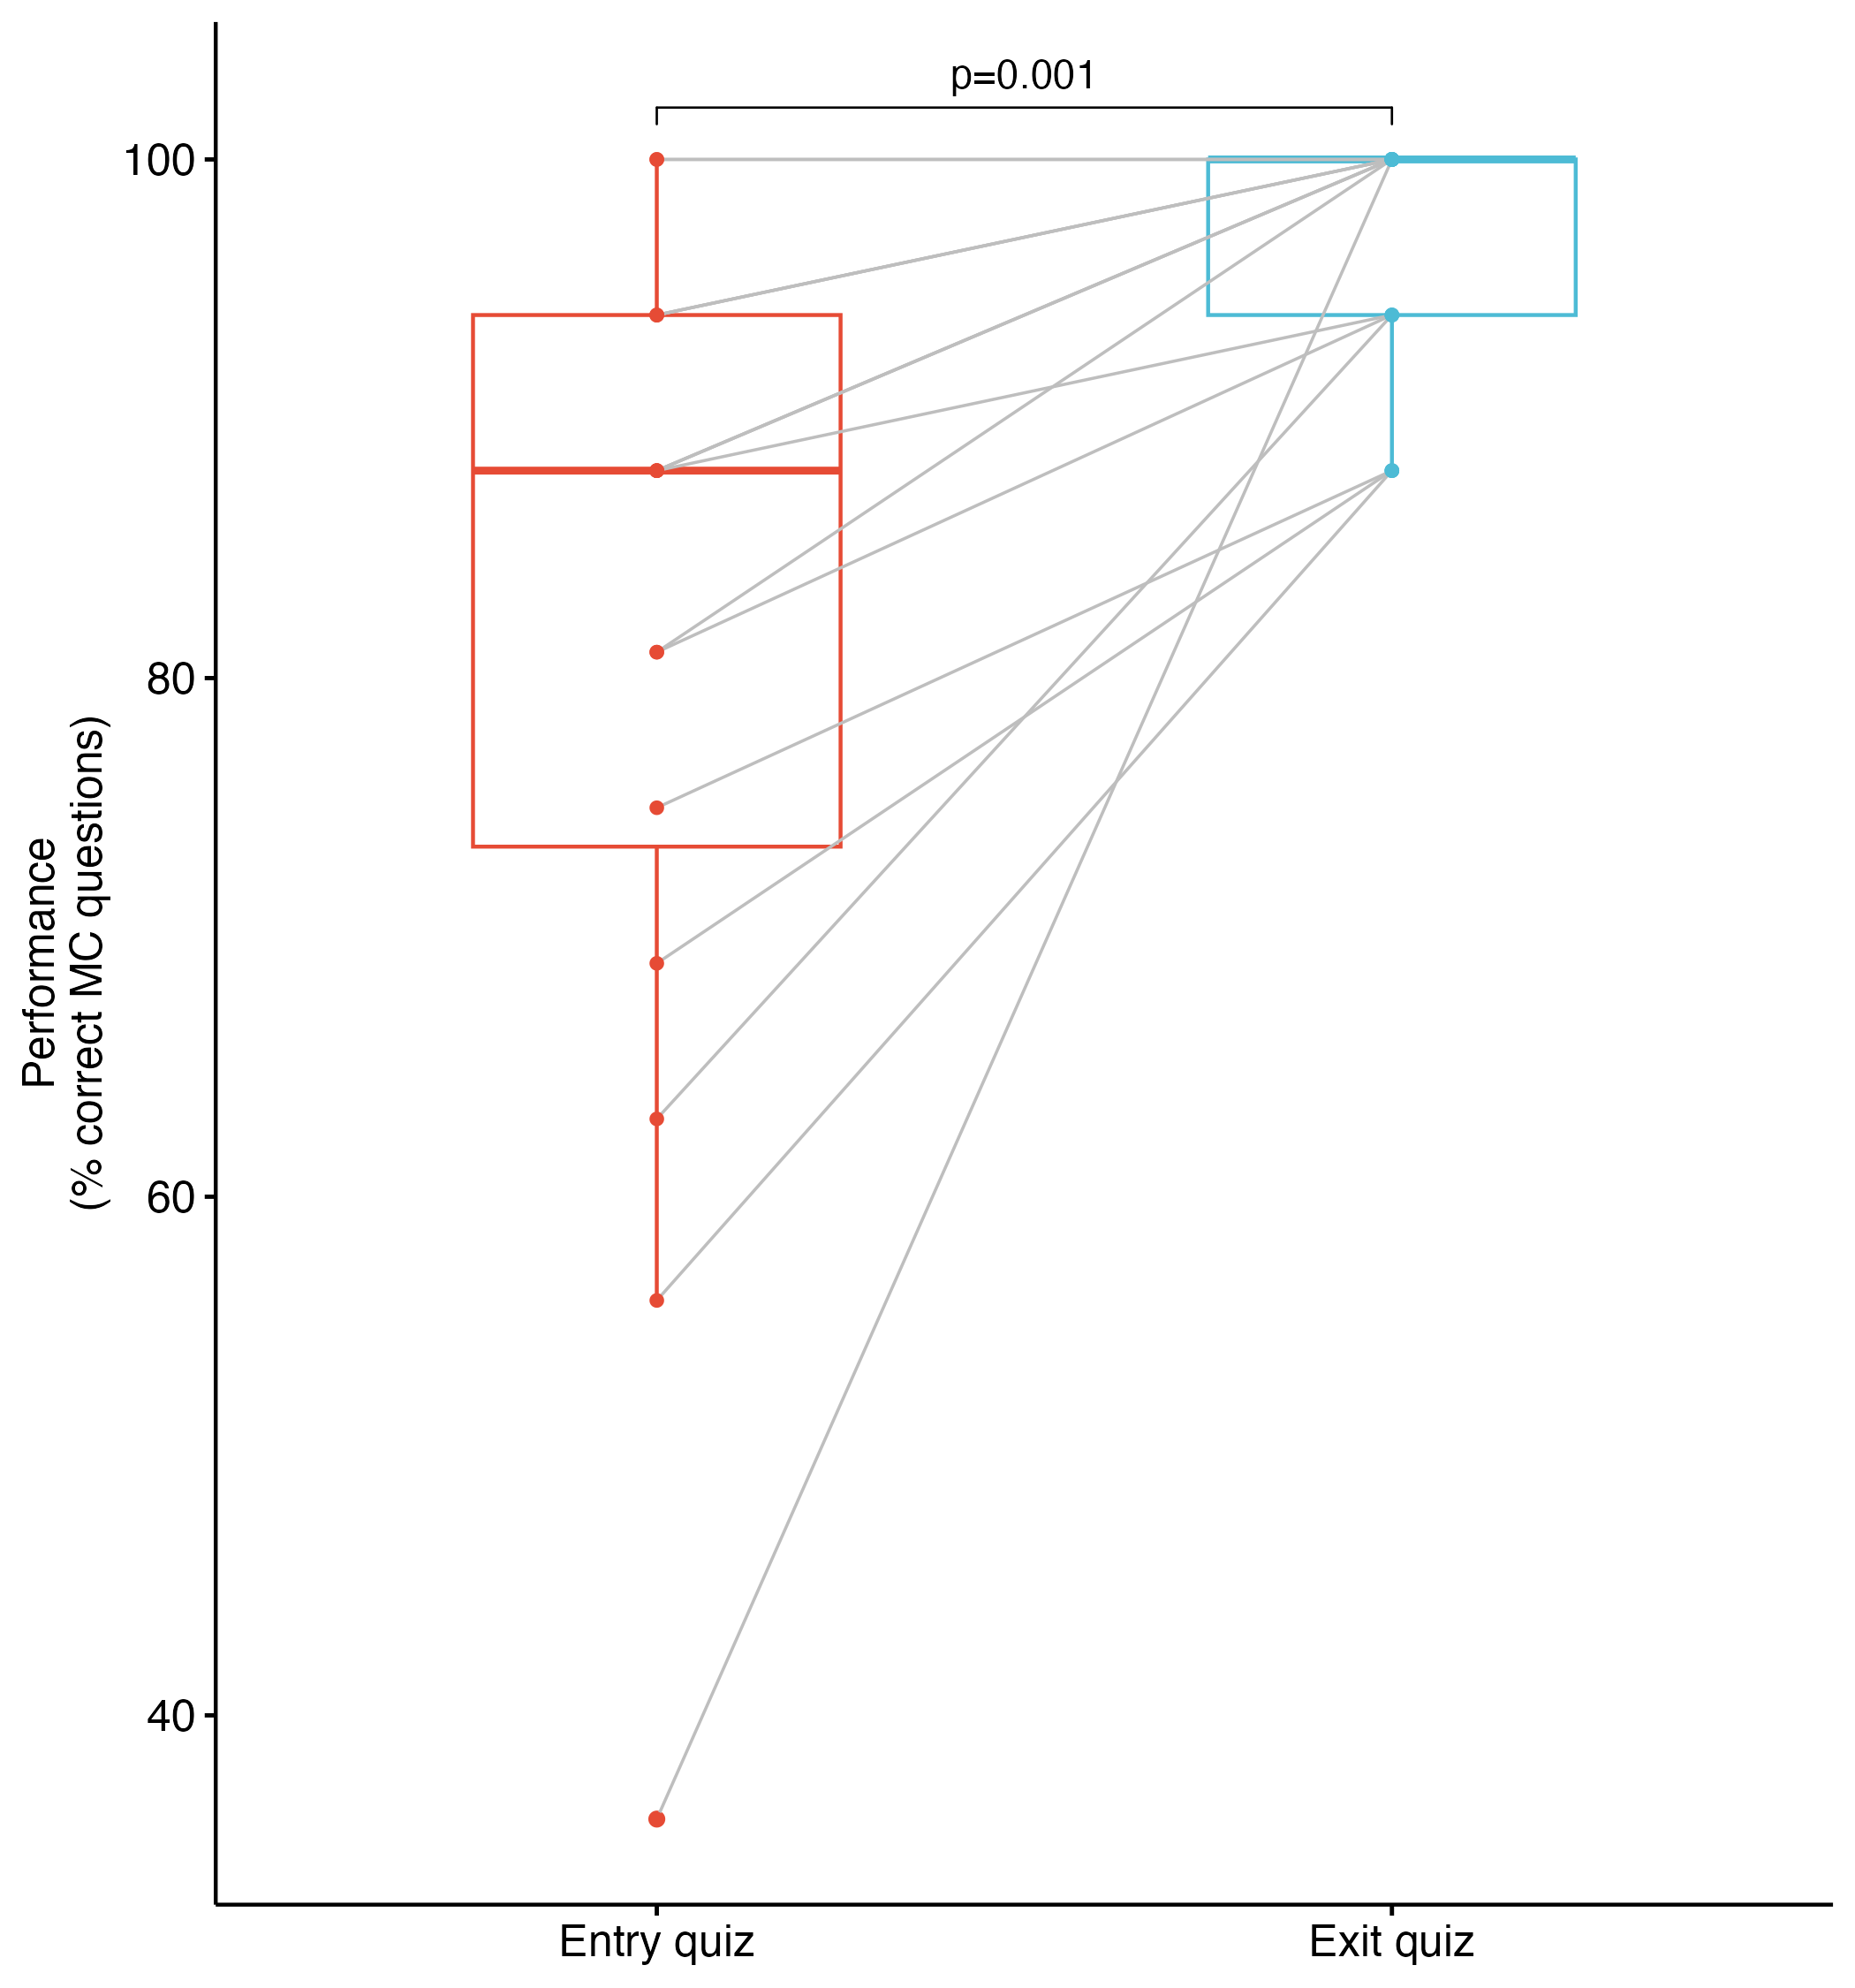 p=0.001
100
80
60
40
Performance
(% correct MC questions)
Entry quiz
Exit quiz